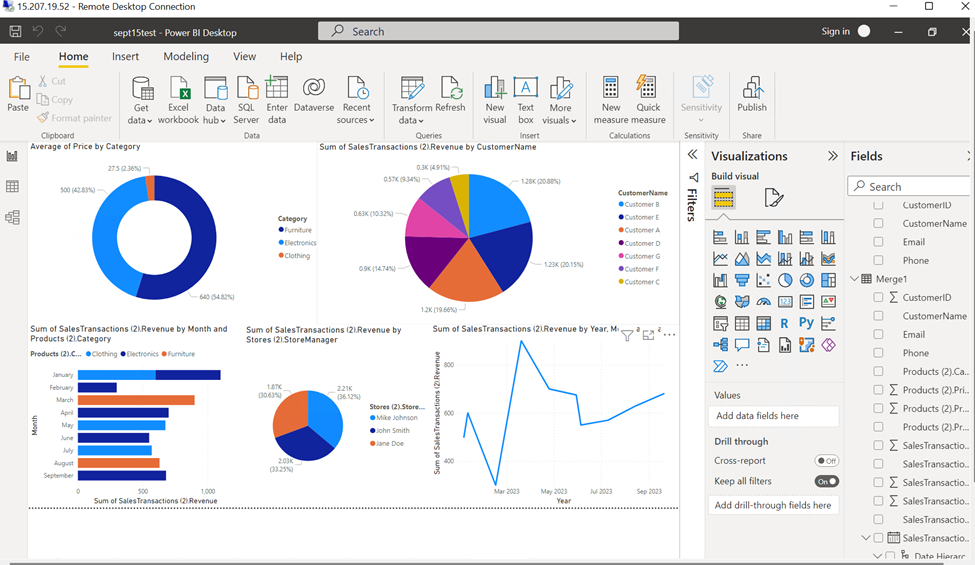 15.207.19.52 - Remote Desktop Connection
sept15test - Power BI Desktop
Search
Sign in
File Home Insert Modeling View Help
Paste
Cut
Copy
Format painter
Clipboard
Get data
Excel workbook
Data hub
SQL Server
Enter data
Dataverse
Recent sources
Data
Transform data
Refresh
Queries
New visual
Text box
More visuals
Insert
New measure
Quick measure
Calculations
Sensitivity
Sensitivity
Publish
Share
Average of Price by Category
27.5 (2.36%)
500 (42.83%)
640 (54.82%)
Category
Furniture
Electronics
Clothing
Sum of SalesTransactions (2).Revenue by CustomerName
0.3K (4.91%)
0.57K (9.34%)
0.63K (10.32%)
0.9K (14.74%)
1.2K (19.66%)
1.23K (20.15%)
1.28K (20.88%)
CustomerName
Customer B
Customer E
Customer A
Customer D
Customer G
Customer F
Customer C
Sum of SalesTransactions (2).Revenue by Month and
Products (2).Category
Products (2).C... Clothing Electronics Furniture
Month
January
February
March
April
May
June
July
August
September
0 500 1,000
Sum of SalesTransactions (2).Revenue
Sum of SalesTransactions (2).Revenue by
Stores (2).StoreManager
1.87K
(30.63%)
2.21K
(36.12%)
2.03K
(33.25%)
Stores (2).Store...
Mike Johnson
John Smith
Jane Doe
Sum of SalesTransactions (2).Revenue by Year, M
Sum of SalesTransactions (2).Revenue
800
600
400
Mar 2023 May 2023 Jul 2023 Sep 2023
Year
Filters
Visualizations
Build visual
123
R
Py
Values
Add data fields here
Drill through
Cross-report
Off
Keep all filters
On
Add drill-through fields here
Fields
Search
CustomerID
CustomerName
Email
Phone
Merge1
CustomerID
CustomerName
Email
Phone
Products (2).Ca...
Products (2).Pri...
Products (2).Pr...
Products (2).Pr...
SalesTransactio...
SalesTransactio...
SalesTransactio...
SalesTransactio...
SalesTransactio...
SalesTransactio...
Date Hierarc...